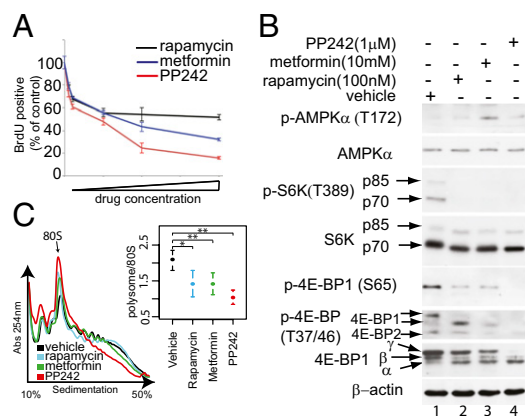 A
rapamycin
metformin
PP242
BrdU positive
(% of control)
100
80
60
40
20
0
drug concentration
B
PP242(1μM) - - - +
metformin(10mM) - - + -
rapamycin(100nM) - + - -
vehicle + - - -
p-AMPKα (T172)
AMPKα
p-S6K(T389)
p85
p70
S6K
p85
p70
p-4E-BP1 (S65)
p-4E-BP
(T37/46)
4E-BP1
4E-BP2
4E-BP1
γ
β
α
β-actin
1 2 3 4
C
80S
Abs 254nm
vehicle
rapamycin
metformin
PP242
10% Sedimentation 50%
polysome/80S
0.5
1.5
2.5
**
**
*
Vehicle
Rapamycin
Metformin
PP242